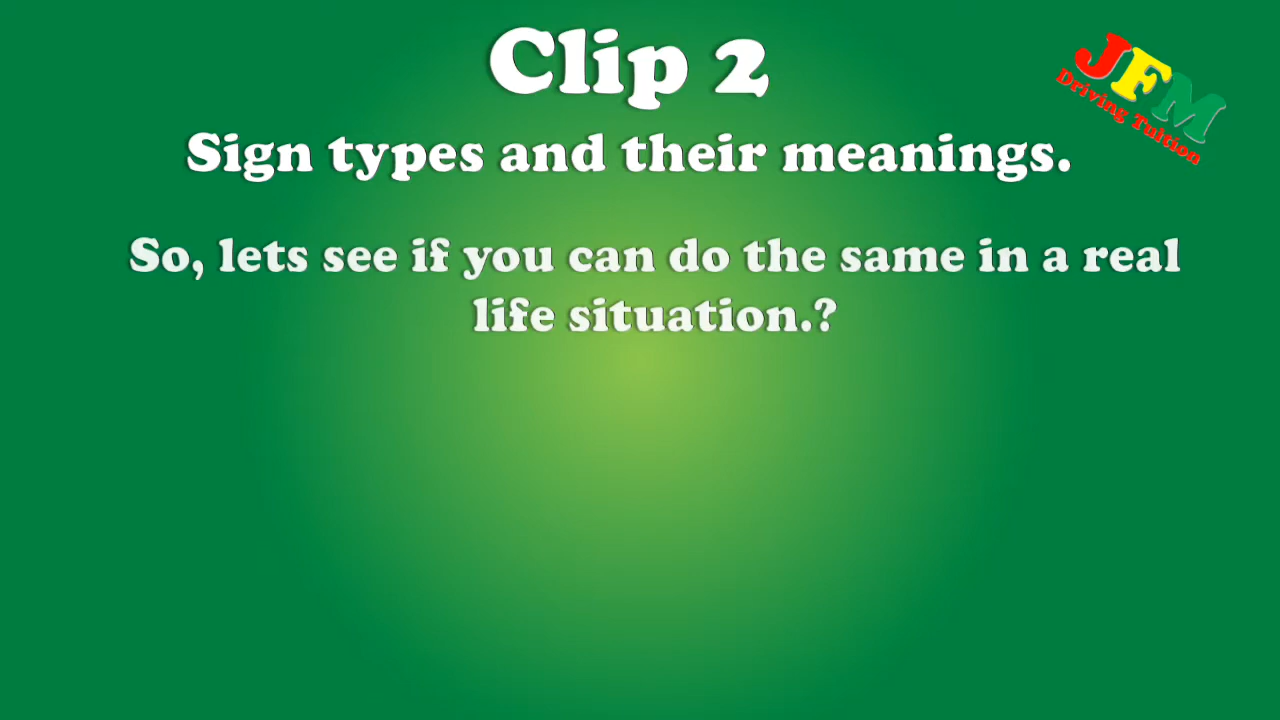 Clip 2
JFM
Driving Tuition
Sign types and their meanings.
So, lets see if you can do the same in a real
life situation.?